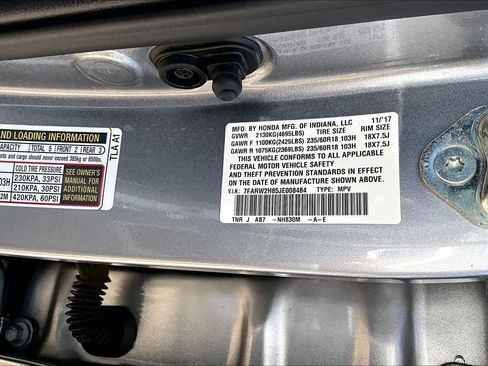 AND LOADING INFORMATION
CAPACITY TOTAL 5 FRONT 2 REAR 3
and cargo should never exceed 385kg or 850lbs.
COLD TIRE PRESSURE
230KPA, 33PSI
210KPA, 30PSI
420KPA, 60PSI
SEE OWNER'S
MANUAL FOR
ADDITIONAL
INFORMATION
TLA A1
MFD. BY HONDA MFG. OF INDIANA, LLC 11/'17
GVWR 2130KG(4695LBS) TIRE SIZE RIM SIZE
GAWR F 1100KG(2425LBS) 235/60R18 103H 18X7.5J
GAWR R 1075KG(2369LBS) 235/60R18 103H 18X7.5J
THIS VEHICLE CONFORMS TO ALL APPLICABLE
FEDERAL MOTOR VEHICLE SAFETY AND
THEFT PREVENTION STANDARDS IN EFFECT ON
THE DATE OF MANUFACTURE SHOWN ABOVE.
V.I.N.: 7FARW2H85JE008484 TYPE: MPV
TNR J AB7 -NH830M -A-E